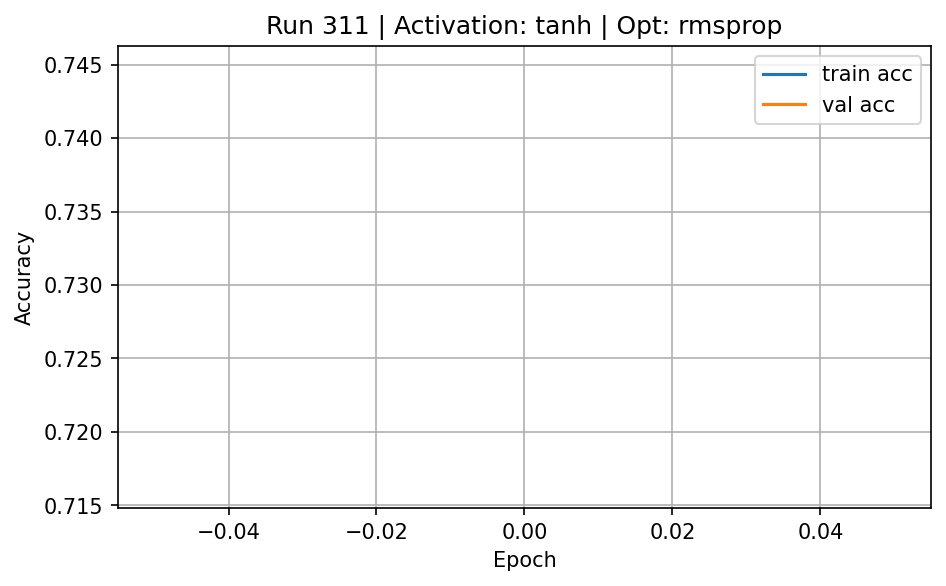 Run 311 | Activation: tanh | Opt: rmsprop
train acc
val acc
0.745
0.740
0.735
0.730
0.725
0.720
0.715
Accuracy
−0.04 −0.02 0.00 0.02 0.04
Epoch